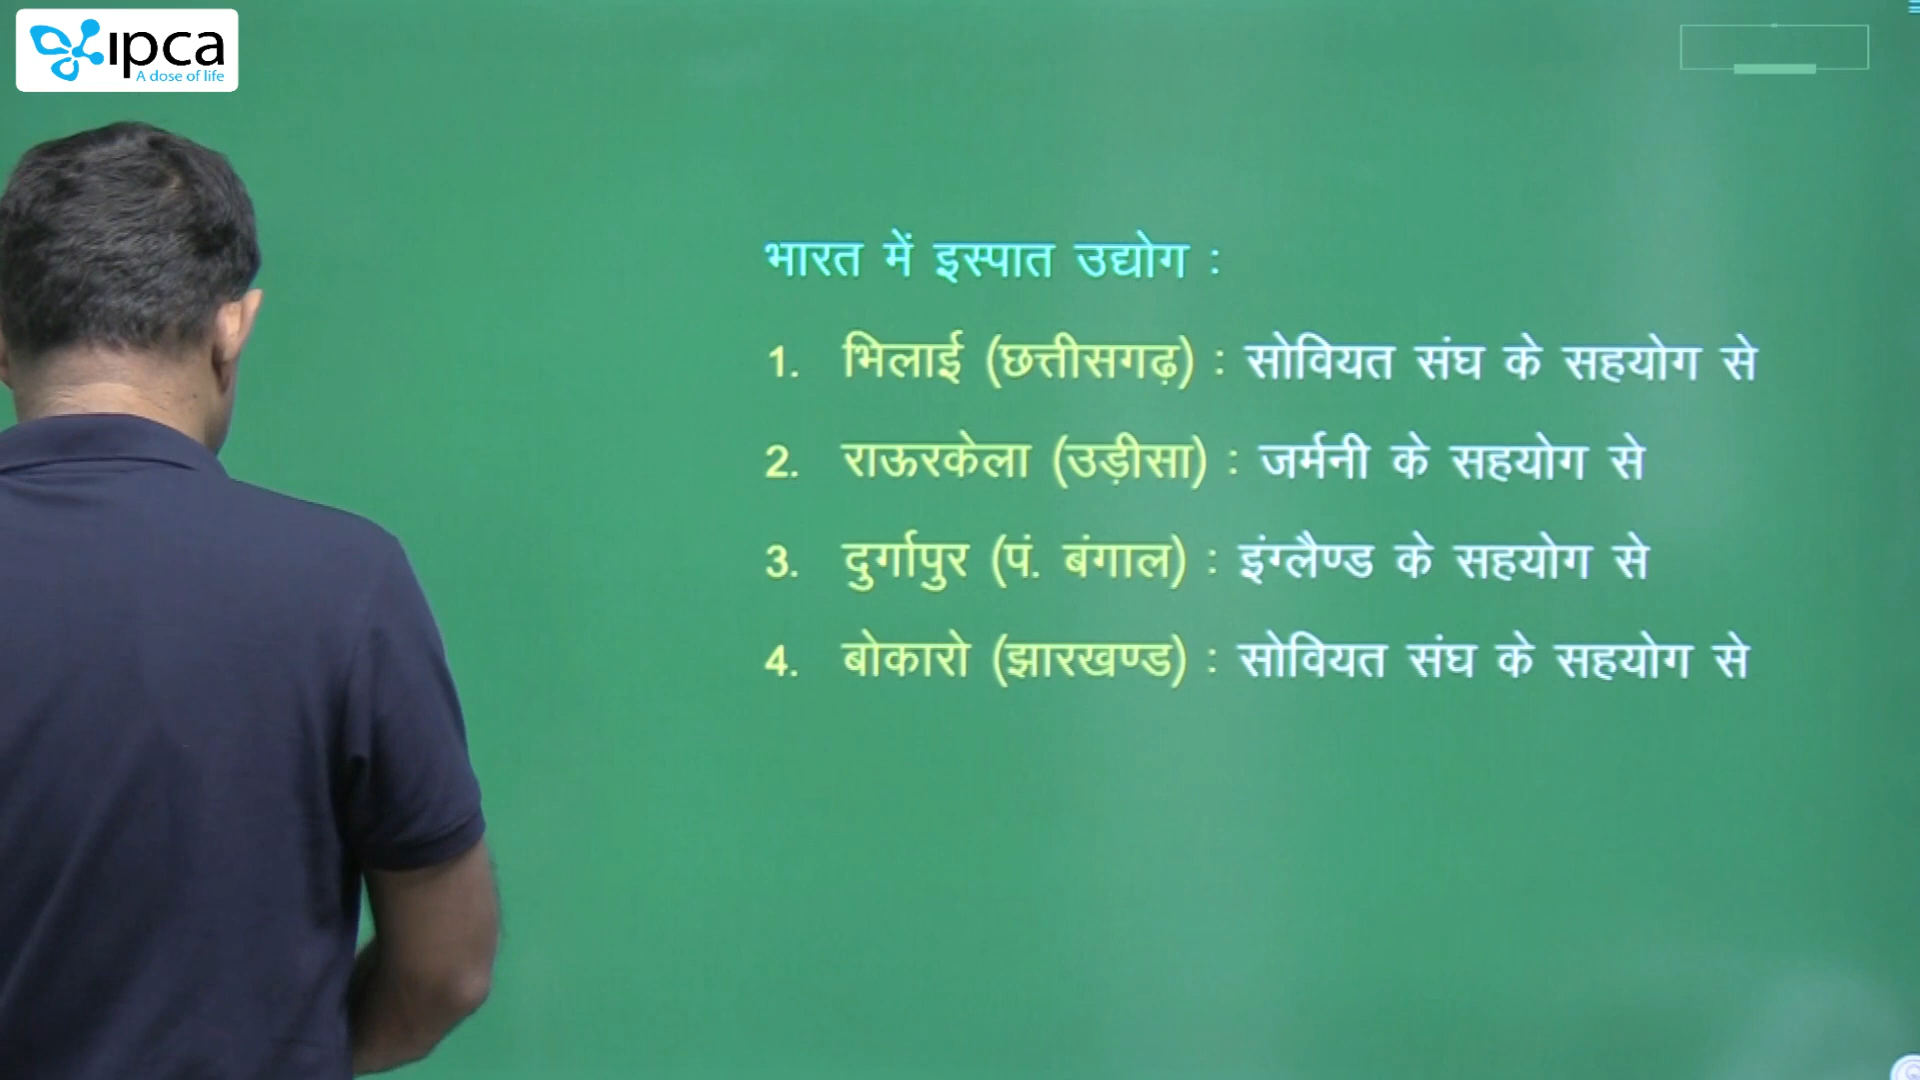 ipca
A dose of life
भारत में इस्पात उद्योग :
1. भिलाई (छत्तीसगढ़) : सोवियत संघ के सहयोग से
2. राऊरकेला (उड़ीसा) : जर्मनी के सहयोग से
3. दुर्गापुर (पं. बंगाल) : इंग्लैण्ड के सहयोग से
4. बोकारो (झारखण्ड) : सोवियत संघ के सहयोग से